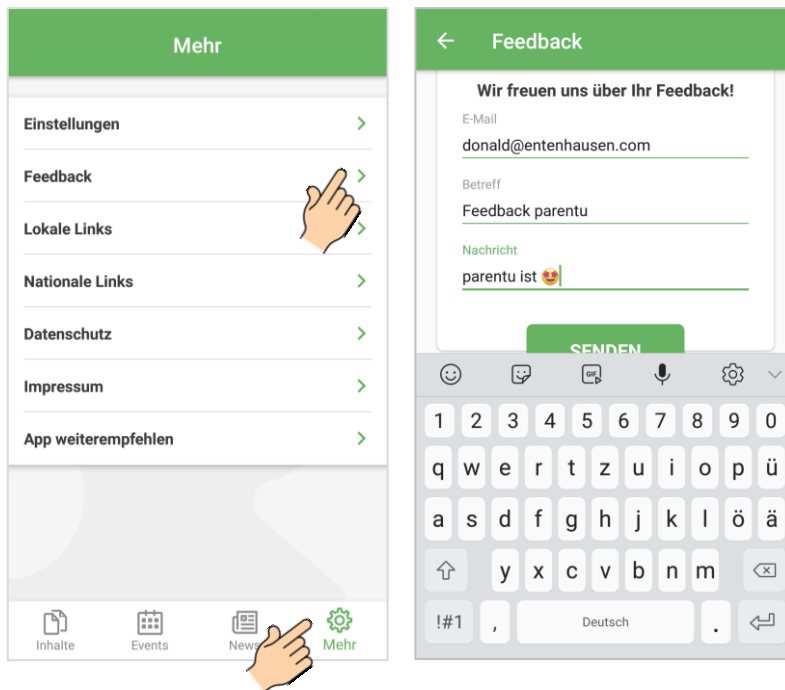 Mehr
Einstellungen
Feedback
Lokale Links
Nationale Links
Datenschutz
Impressum
App weiterempfehlen
Inhalte
Events
News
Mehr
Feedback
Wir freuen uns über Ihr Feedback!
E-Mail
donald@entenhausen.com
Betreff
Feedback parentu
Nachricht
parentu ist 🤩
SENDEN
GIF
1 2 3 4 5 6 7 8 9 0
q w e r t z u i o p ü
a s d f g h j k l ö ä
y x c v b n m
!#1 , Deutsch .